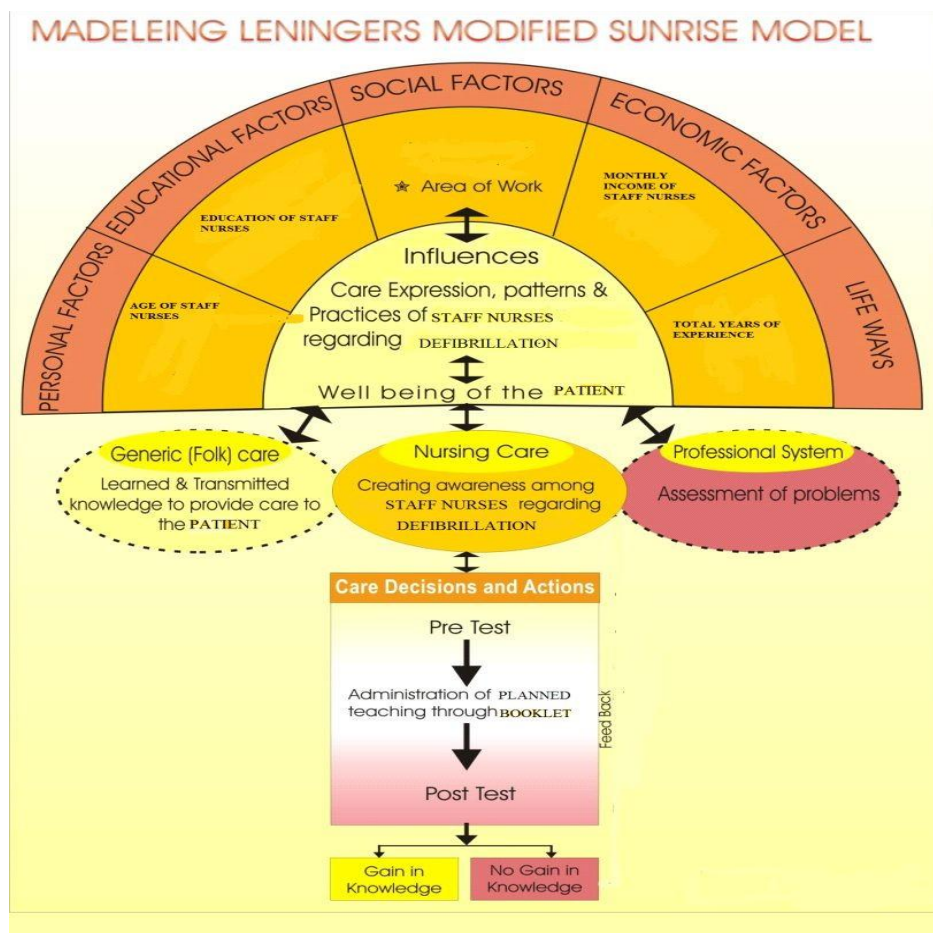 MADELEING LENINGERS MODIFIED SUNRISE MODEL
PERSONAL FACTORS
EDUCATIONAL FACTORS
SOCIAL FACTORS
ECONOMIC FACTORS
LIFE WAYS
AGE OF STAFF
NURSES
EDUCATION OF STAFF
NURSES
Area of Work
MONTHLY
INCOME OF
STAFF NURSES
TOTAL YEARS OF
EXPERIENCE
Influences
Care Expression, patterns &
Practices of STAFF NURSES
regarding DEFIBRILLATION
Well being of the PATIENT
Generic (Folk) care
Learned & Transmitted
knowledge to provide care to
the PATIENT
Nursing Care
Creating awareness among
STAFF NURSES regarding
DEFIBRILLATION
Professional System
Assessment of problems
Care Decisions and Actions
Pre Test
Administration of PLANNED
teaching through BOOKLET
Post Test
Feed Back
Gain in
Knowledge
No Gain in
Knowledge